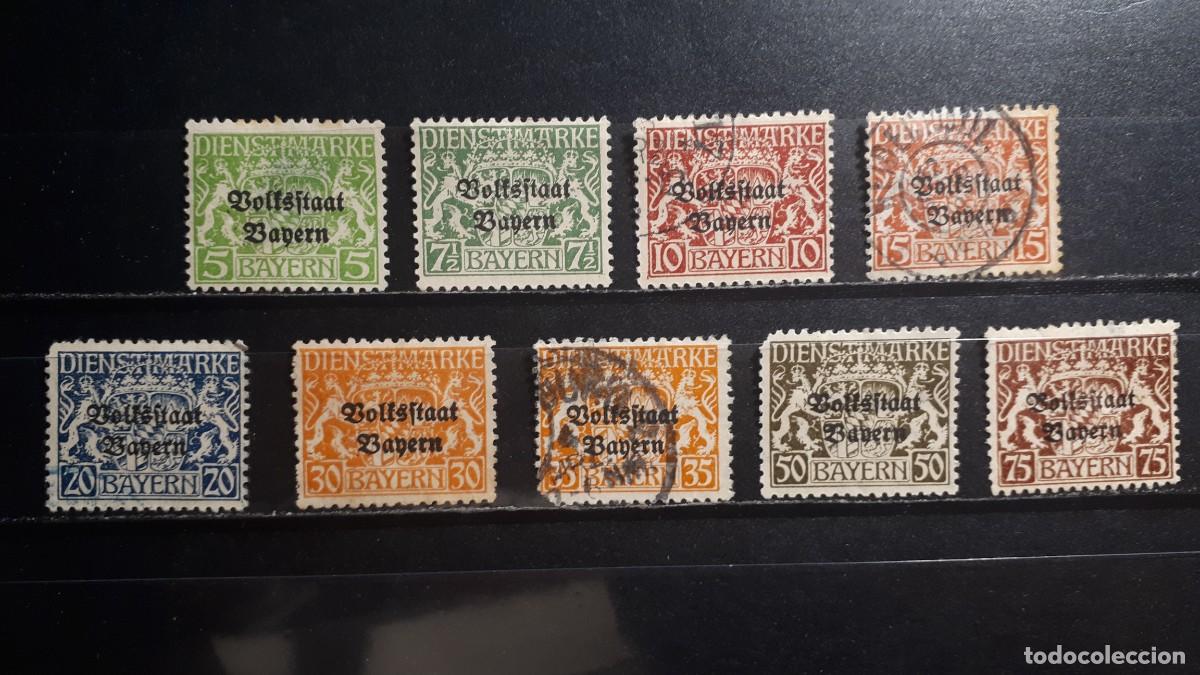 DIENSTMARKE
Volksstaat
Bayern
5 BAYERN 5
DIENSTMARKE
Volksstaat
Bayern
7½ BAYERN 7½
DIENSTMARKE
Volksstaat
Bayern
10 BAYERN 10
DIENSTMARKE
Volksstaat
Bayern
15 BAYERN 15
DIENSTMARKE
Volksstaat
Bayern
20 BAYERN 20
DIENSTMARKE
Volksstaat
Bayern
30 BAYERN 30
DIENSTMARKE
Volksstaat
Bayern
35 BAYERN 35
DIENSTMARKE
Volksstaat
Bayern
50 BAYERN 50
DIENSTMARKE
Volksstaat
Bayern
75 BAYERN 75
todocoleccion